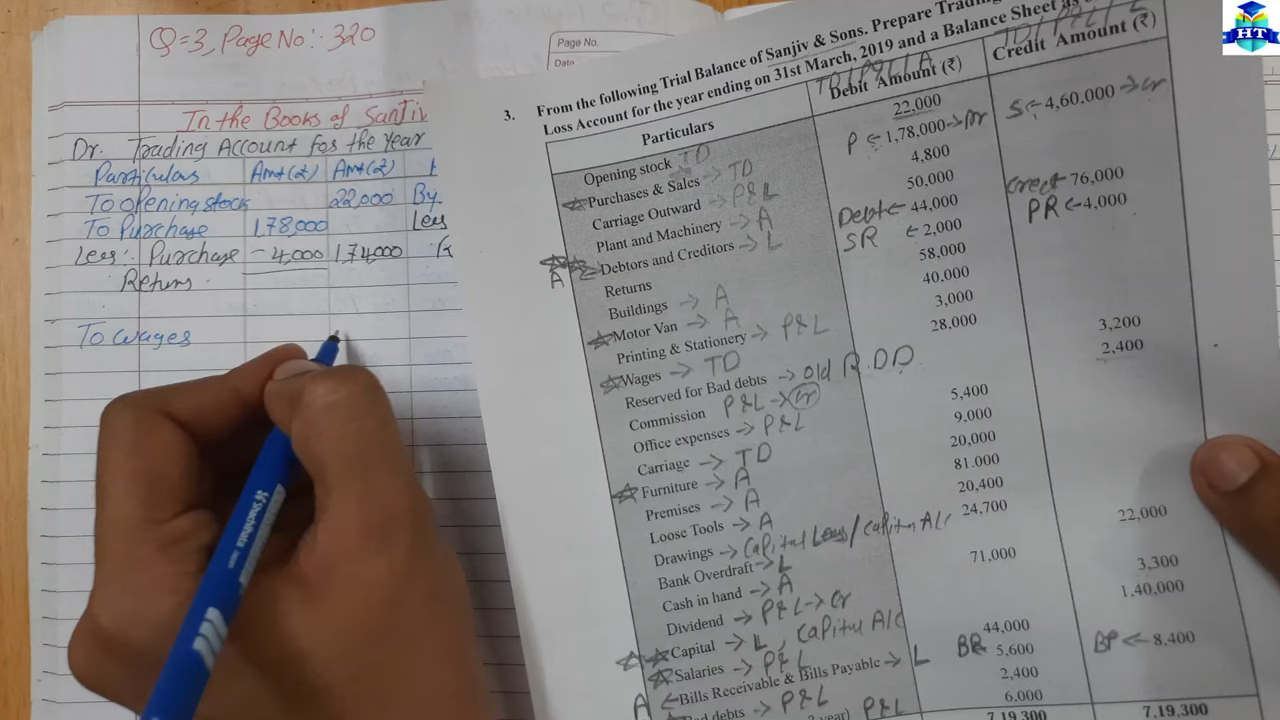 Q=3, Page No:- 320
Page No.
Date
In the Books of Sanjiv
Dr. Trading Account for the Year
Particulars Amt(₹) Amt(₹)
To opening stock 22,000 By
To Purchase 1,78,000 Less
Less:- Purchase -4,000 1,74,000
Return
To wages
HT
3. From the following Trial Balance of Sanjiv & Sons. Prepare
Loss Account for the year ending on 31st March, 2019 and a Balance Sheet as
Particulars Debit Amount (₹) Credit Amount (₹)
Opening stock TD 22,000
Purchases & Sales → TD P ← 1,78,000 → Dr S ← 4,60,000 → Cr
Carriage Outward → P&L 4,800
Plant and Machinery → A 50,000
A Debtors and Creditors → L Debt ← 44,000 Cred ← 76,000
Returns SR ← 2,000 PR ← 4,000
Buildings → A 58,000
Motor Van → A 40.000
Printing & Stationery → P&L 3,000
Wages → TD 28,000
Reserved for Bad debts → Old R.D.D. 3,200
Commission P&L → Cr 2,400
Office expenses → P&L 5,400
Carriage → TD 9,000
Furniture → A 20,000
Premises → A 81.000
Loose Tools → A 20,400
Drawings → Capital Less / Capital A/C 24,700
Bank Overdraft → L 22,000
Cash in hand → A 71,000
Dividend → P&L → Cr 3,300
Capital → L, Capital A/C 1,40,000
Salaries → P&L 44,000
A ← Bills Receivable & Bills Payable → L BR 5,600 BP ← 8,400
debts → P&L 2,400
year) P&L 6,000
7,19,300 7,19,300